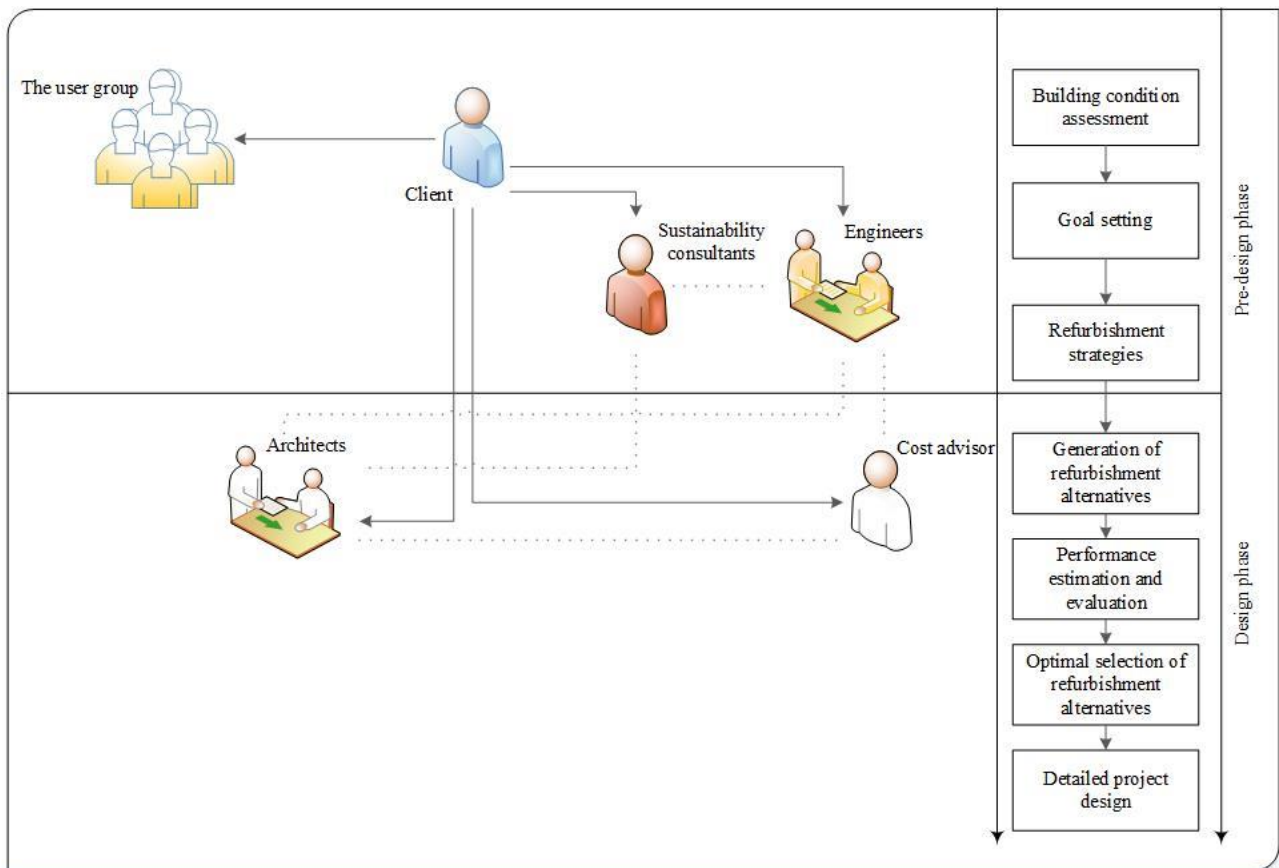 The user group
Client
Sustainability
consultants
Engineers
Architects
Cost advisor
Building condition
assessment
Goal setting
Refurbishment
strategies
Pre-design phase
Generation of
refurbishment
alternatives
Performance
estimation and
evaluation
Optimal selection of
refurbishment
alternatives
Detailed project
design
Design phase